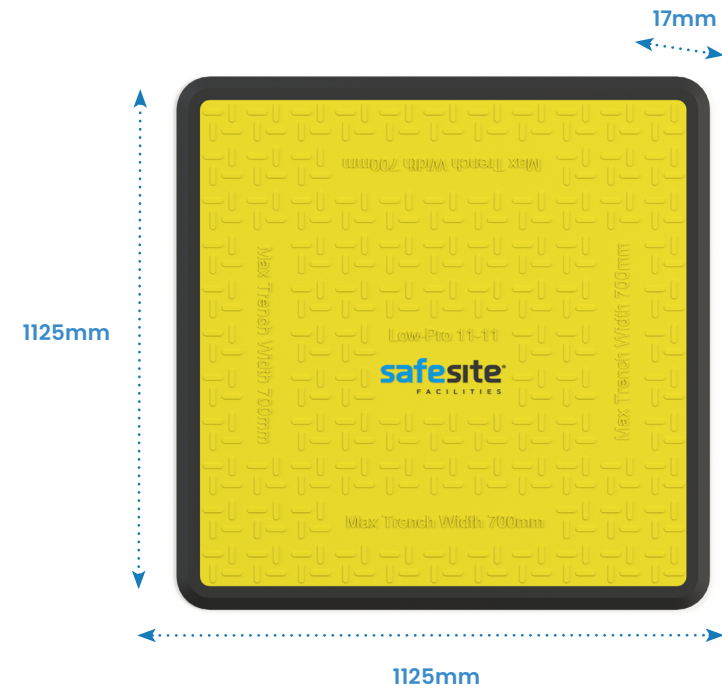 17mm
Max Trench Width 700mm
Max Trench Width 700mm
Max Trench Width 700mm
1125mm
Low-Pro 11-11
safesite
FACILITIES
Max Trench Width 700mm
1125mm